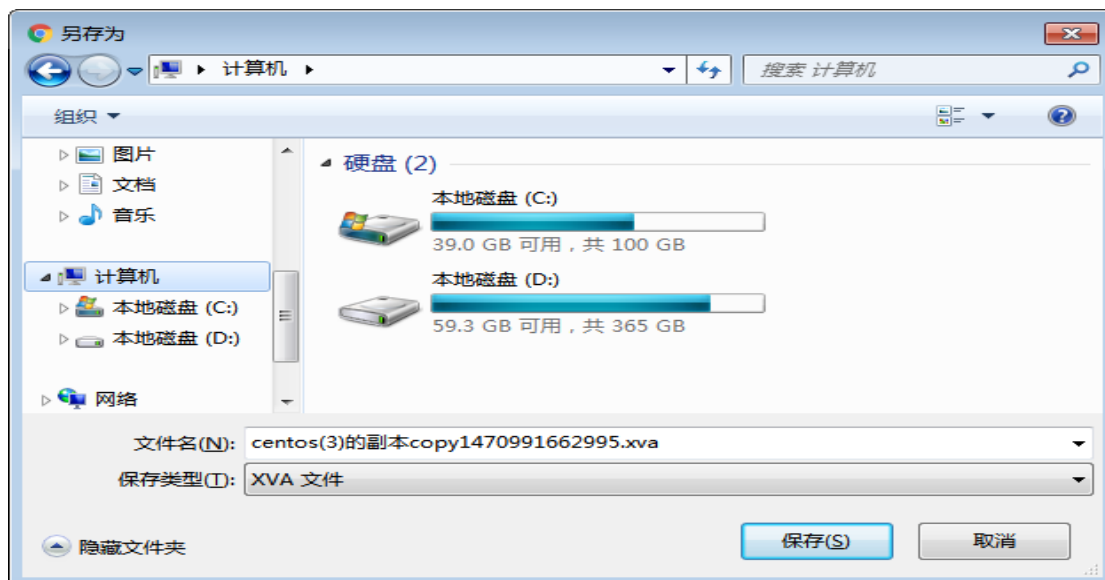 另存为
计算机
搜索 计算机
组织
图片
文档
音乐
计算机
本地磁盘 (C:)
本地磁盘 (D:)
网络
硬盘 (2)
本地磁盘 (C:)
39.0 GB 可用，共 100 GB
本地磁盘 (D:)
59.3 GB 可用，共 365 GB
文件名(N): centos(3)的副本copy1470991662995.xva
保存类型(T): XVA 文件
隐藏文件夹
保存(S)
取消